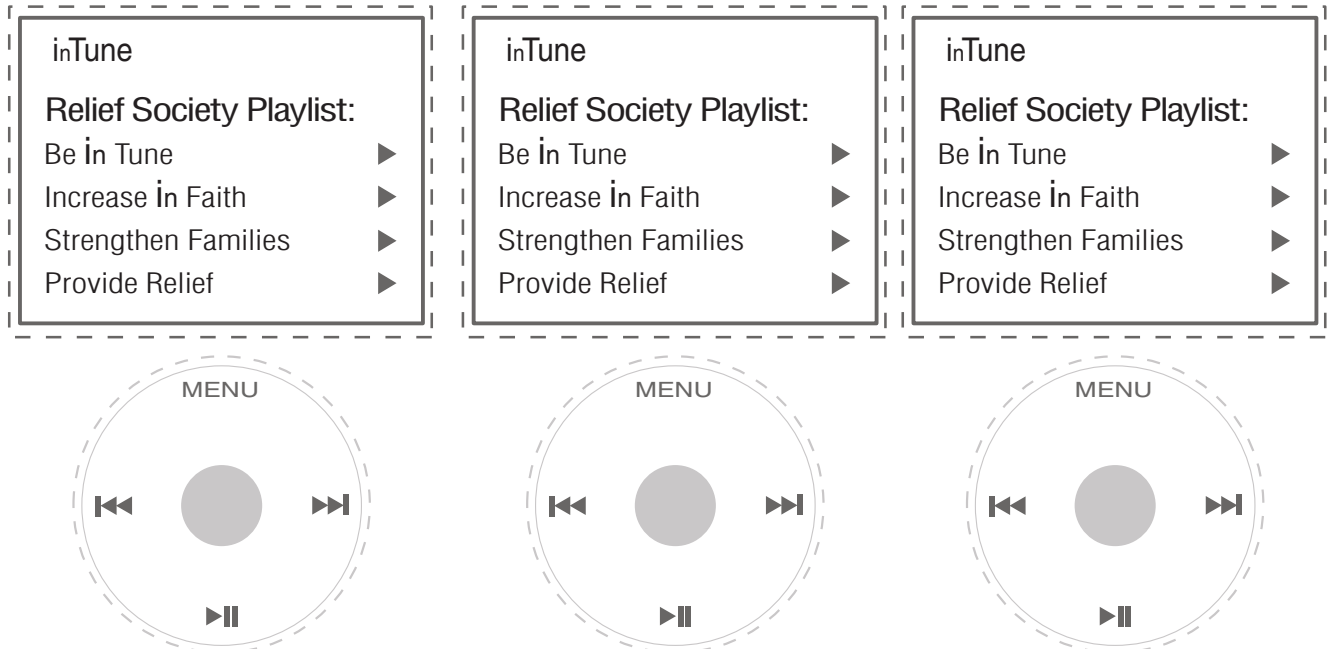 inTune
Relief Society Playlist:
Be in Tune
Increase in Faith
Strengthen Families
Provide Relief
MENU
inTune
Relief Society Playlist:
Be in Tune
Increase in Faith
Strengthen Families
Provide Relief
MENU
inTune
Relief Society Playlist:
Be in Tune
Increase in Faith
Strengthen Families
Provide Relief
MENU